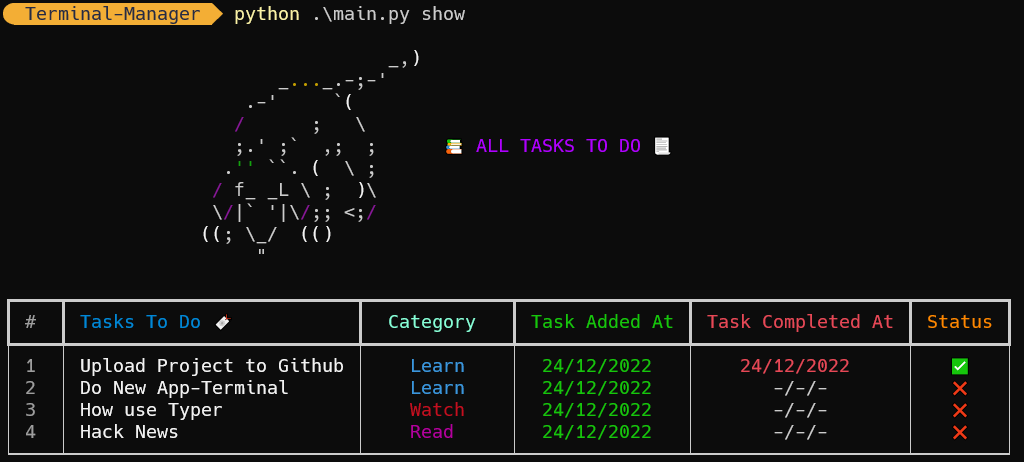 Terminal-Manager python .\main.py show
_,)
_..._.-;-'
.-'     `(
/      ;   \
;.' ;`  ,;  ;
.'' ``. (  \ ;
/ f_ _L \ ;  )\
\/|` '|\/;; <;/
((; \_/  (()
"
ALL TASKS TO DO
# Tasks To Do Category Task Added At Task Completed At Status
1 Upload Project to Github Learn 24/12/2022 24/12/2022 ✅
2 Do New App-Terminal Learn 24/12/2022 -/-/- ❌
3 How use Typer Watch 24/12/2022 -/-/- ❌
4 Hack News Read 24/12/2022 -/-/- ❌